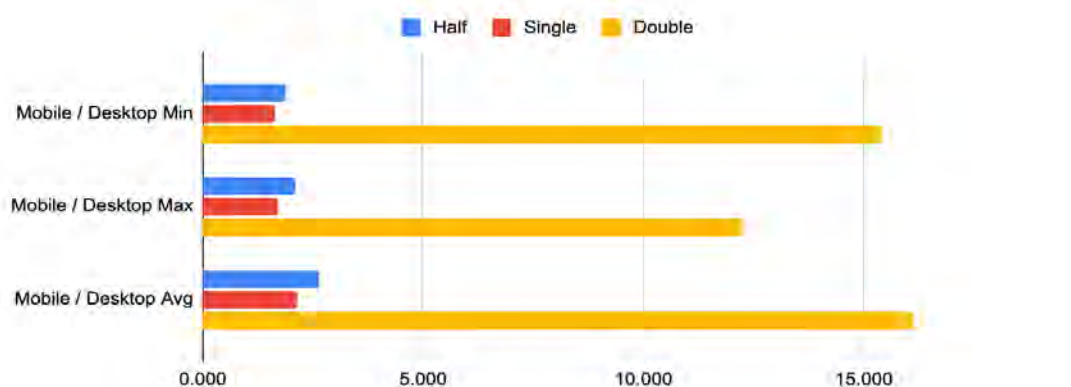 Half Single Double
Mobile / Desktop Min
Mobile / Desktop Max
Mobile / Desktop Avg
0.000 5.000 10.000 15.000